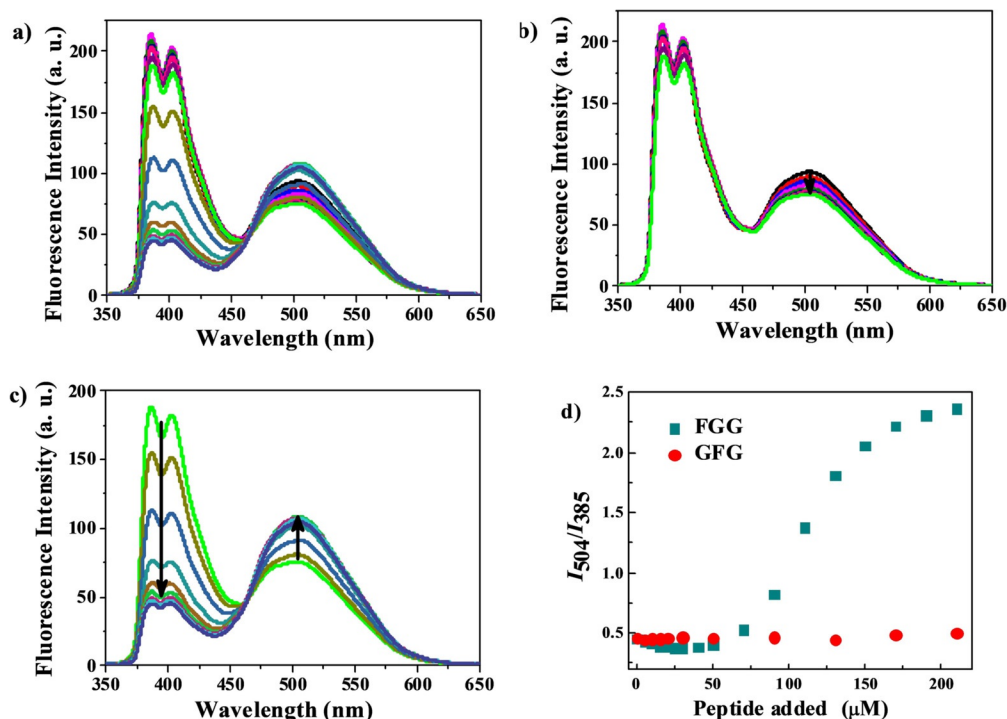 a)
Fluorescence Intensity (a. u.)
200
150
100
50
0
350 400 450 500 550 600 650
Wavelength (nm)
b)
Fluorescence Intensity (a. u.)
200
150
100
50
0
350 400 450 500 550 600 650
Wavelength (nm)
c)
Fluorescence Intensity (a. u.)
200
150
100
50
0
350 400 450 500 550 600 650
Wavelength (nm)
d)
FGG
GFG
I504/I385
2.5
2.0
1.5
1.0
0.5
0 50 100 150 200
Peptide added (μM)